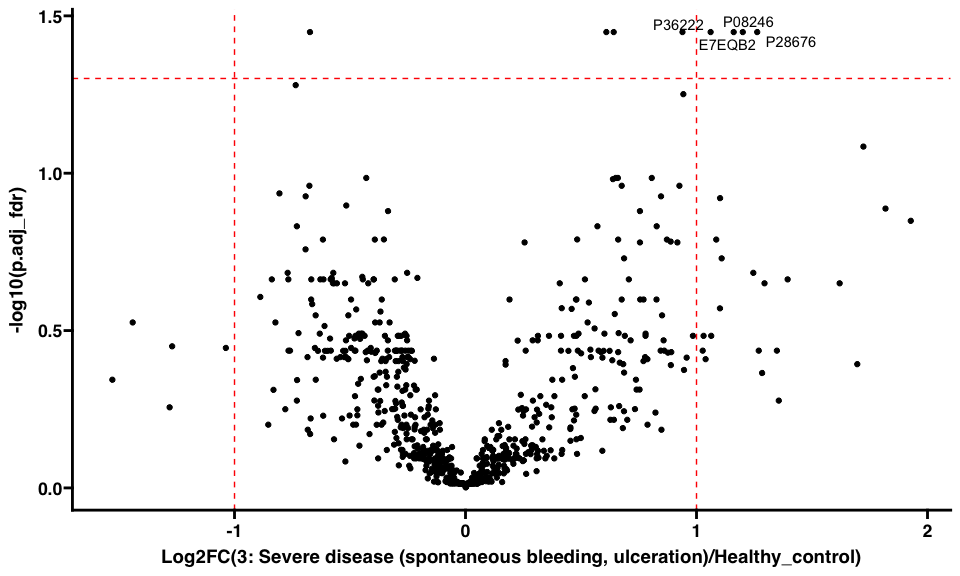 P36222 P08246
E7EQB2 P28676
1.5
1.0
0.5
0.0
-log10(p.adj_fdr)
-1 0 1 2
Log2FC(3: Severe disease (spontaneous bleeding, ulceration)/Healthy_control)